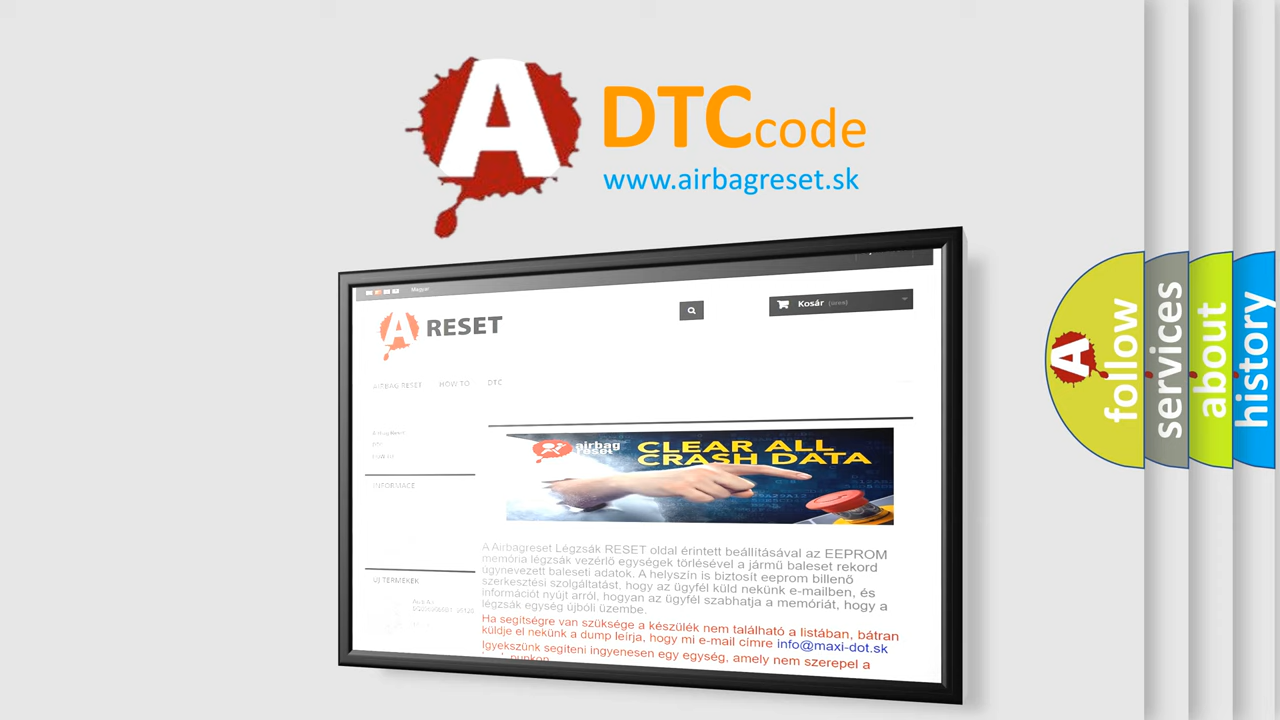 A DTC code
www.airbagreset.sk
Magyar
Kosár (üres)
A RESET
AIRBAG RESET HOW TO DTC
INFORMACE
airbag reset
CLEAR ALL
CRASH DATA
A Airbagreset Légzsák RESET oldal érintett beállításával az EEPROM
memória légzsák vezérlő egységek törlésével a jármű baleset rekord
úgynevezett baleseti adatok. A helyszín is biztosít eeprom billenő
szerkesztési szolgáltatást, hogy az ügyfél küld nekünk e-mailben, és
információt nyújt arról, hogyan az ügyfél szabhatja a memóriát, hogy a
légzsák egység újbóli üzembe.
Ha segítségre van szüksége a készülék nem található a listában, bátran
küldje el nekünk a dump leírja, hogy mi e-mail címre info@maxi-dot.sk
Igyekszünk segíteni ingyenesen egy egység, amely nem szerepel a
ÚJ TERMÉKEK
A follow
services
about
history